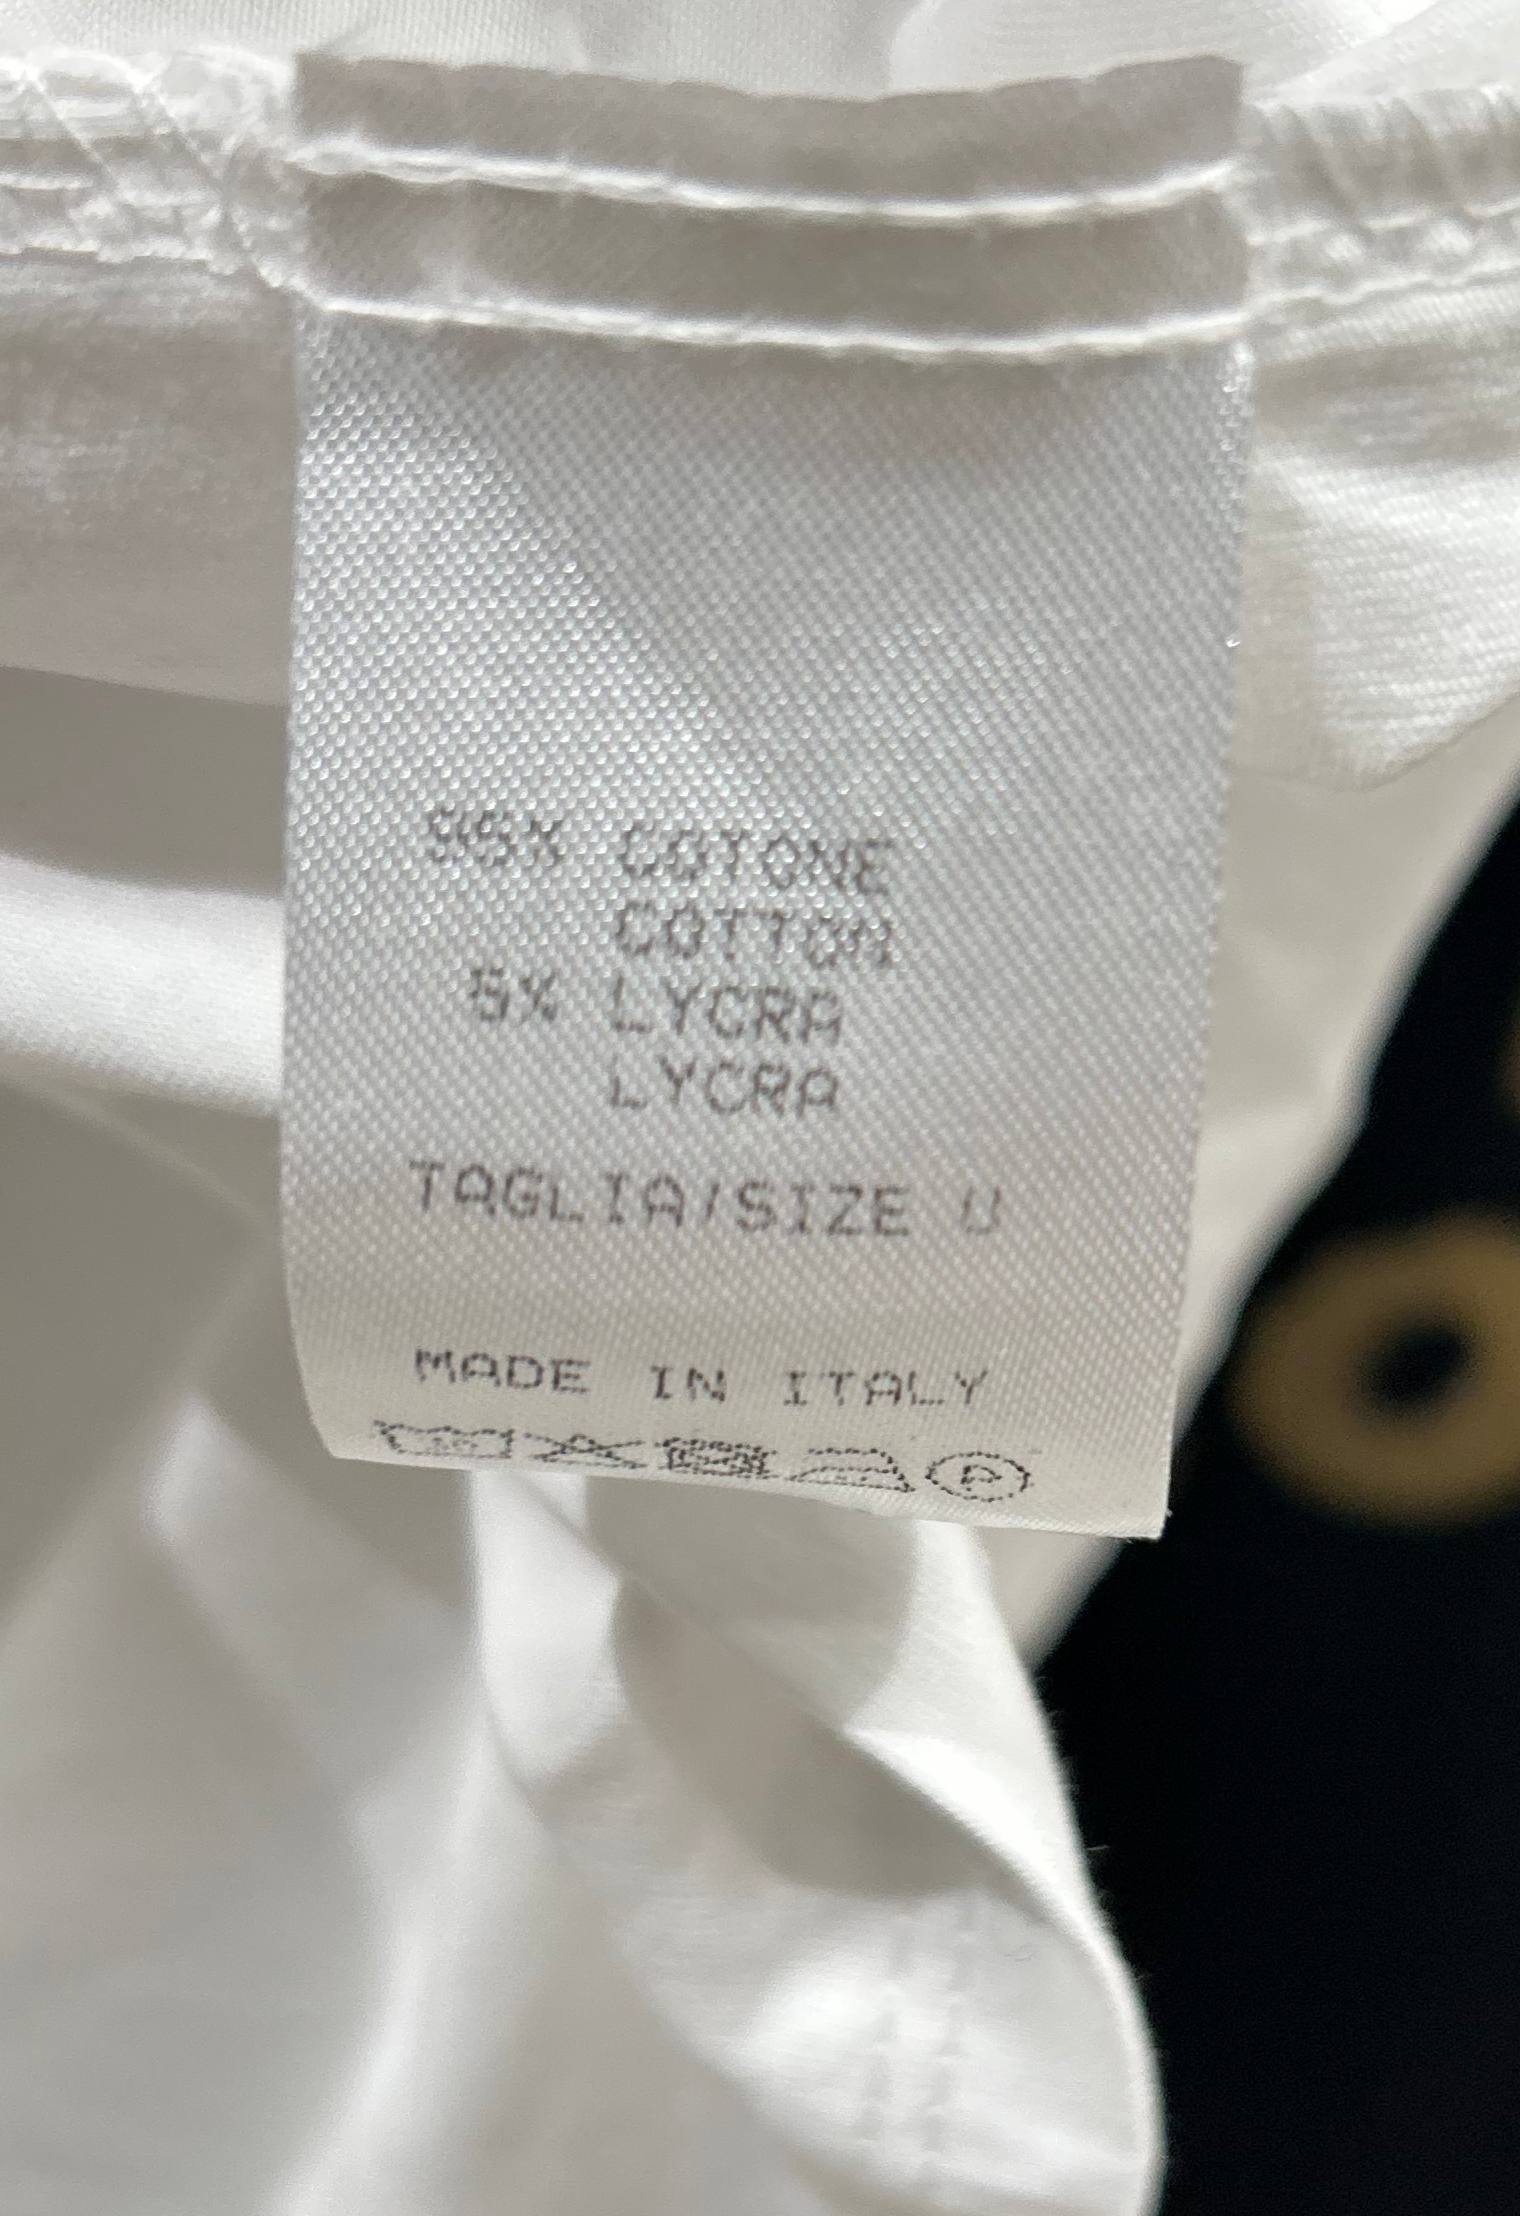 95% COTONE
COTTON
5% LYCRA
LYCRA
TAGLIA/SIZE U
MADE IN ITALY
P